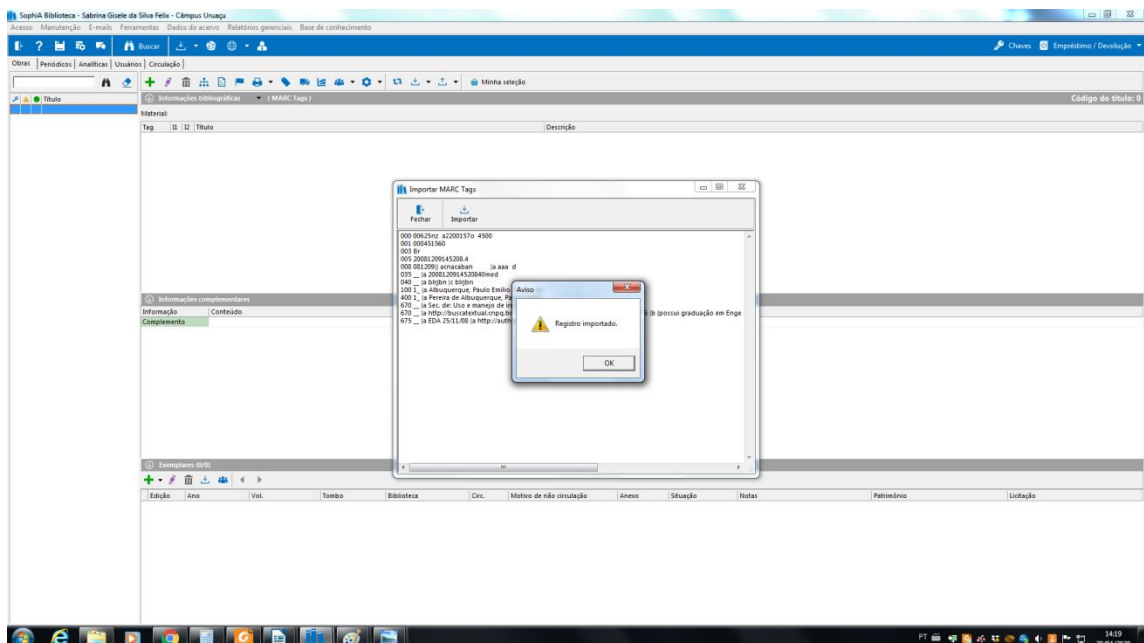 SophiA Biblioteca - Sabrina Gisele da Silva Felix - Câmpus Uruaçu
Acesso Manutenção E-mails Ferramentas Dados do acervo Relatórios gerenciais Base de conhecimento
Buscar
Chaves Empréstimo / Devolução
Obras Periódicos Analíticas Usuários Circulação
Minha seleção
Título
Informações bibliográficas (MARC Tags)
Código do título: 0
Material:
Tag I1 I2 Título Descrição
Importar MARC Tags
Fechar Importar
000 00625nz a2200157o 4500
001 000451560
003 Br
005 20081209145208.4
008 081209|| acnacaban |a aaa d
035 __ |a 2008120914520840med
040 __ |a blrjbn |c blrjbn
100 1_ |a Albuquerque, Paulo Emílio
400 1_ |a Pereira de Albuquerque,
670 __ |a Sec. de: Uso e manejo de
670 __ |a http://buscatextual.cnpq.br |b (possui graduação em Enge
675 __ |a EDA 25/11/08 |a http://auth
Aviso
Registro importado.
OK
Informações complementares
Informação Conteúdo
Complemento
Exemplares (0/0)
Edição Ano Vol. Tombo Biblioteca Circ. Motivo de não circulação Anexo Situação Notas Patrimônio Licitação
PT 14:19